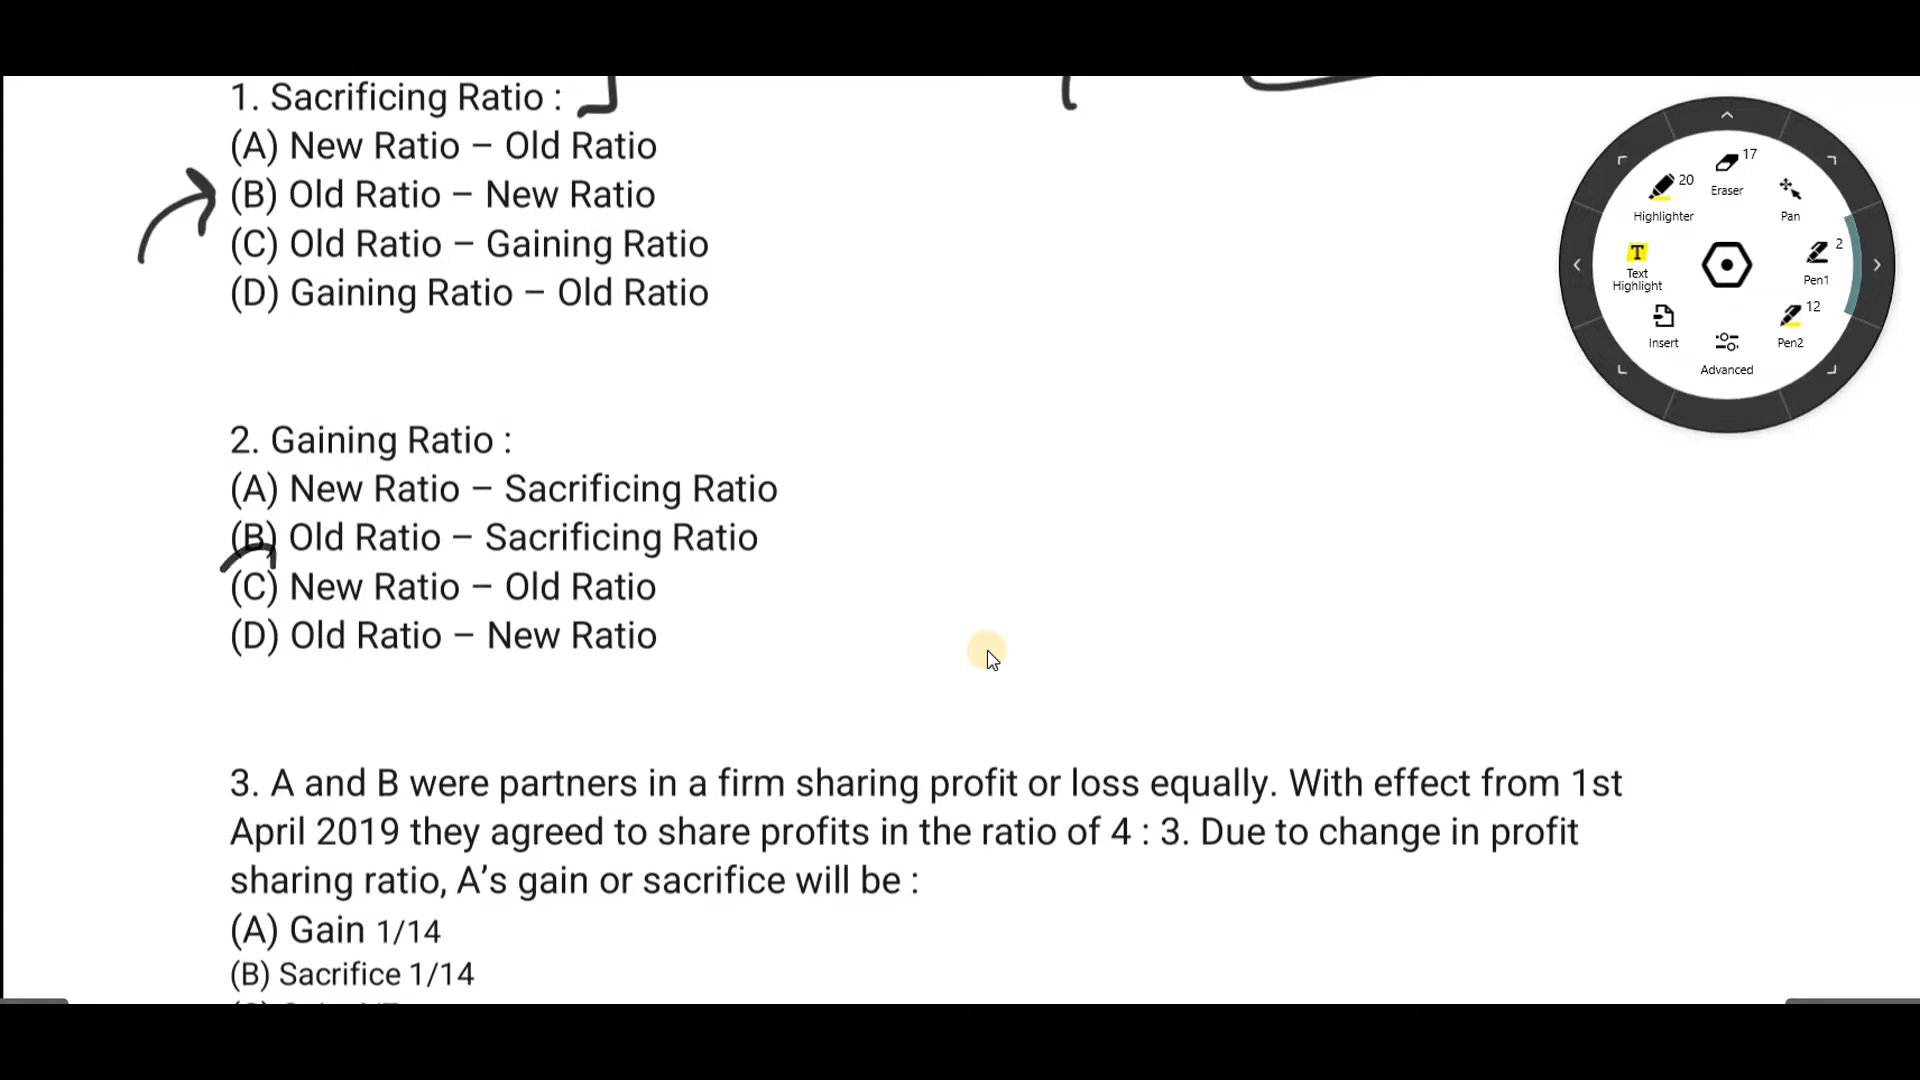 1. Sacrificing Ratio :
(A) New Ratio – Old Ratio
(B) Old Ratio – New Ratio
(C) Old Ratio – Gaining Ratio
(D) Gaining Ratio – Old Ratio
2. Gaining Ratio :
(A) New Ratio – Sacrificing Ratio
(B) Old Ratio – Sacrificing Ratio
(C) New Ratio – Old Ratio
(D) Old Ratio – New Ratio
3. A and B were partners in a firm sharing profit or loss equally. With effect from 1st
April 2019 they agreed to share profits in the ratio of 4 : 3. Due to change in profit
sharing ratio, A’s gain or sacrifice will be :
(A) Gain 1/14
(B) Sacrifice 1/14
17
Eraser
20
Highlighter
Pan
T
Text
Highlight
2
Pen1
Insert
12
Pen2
Advanced